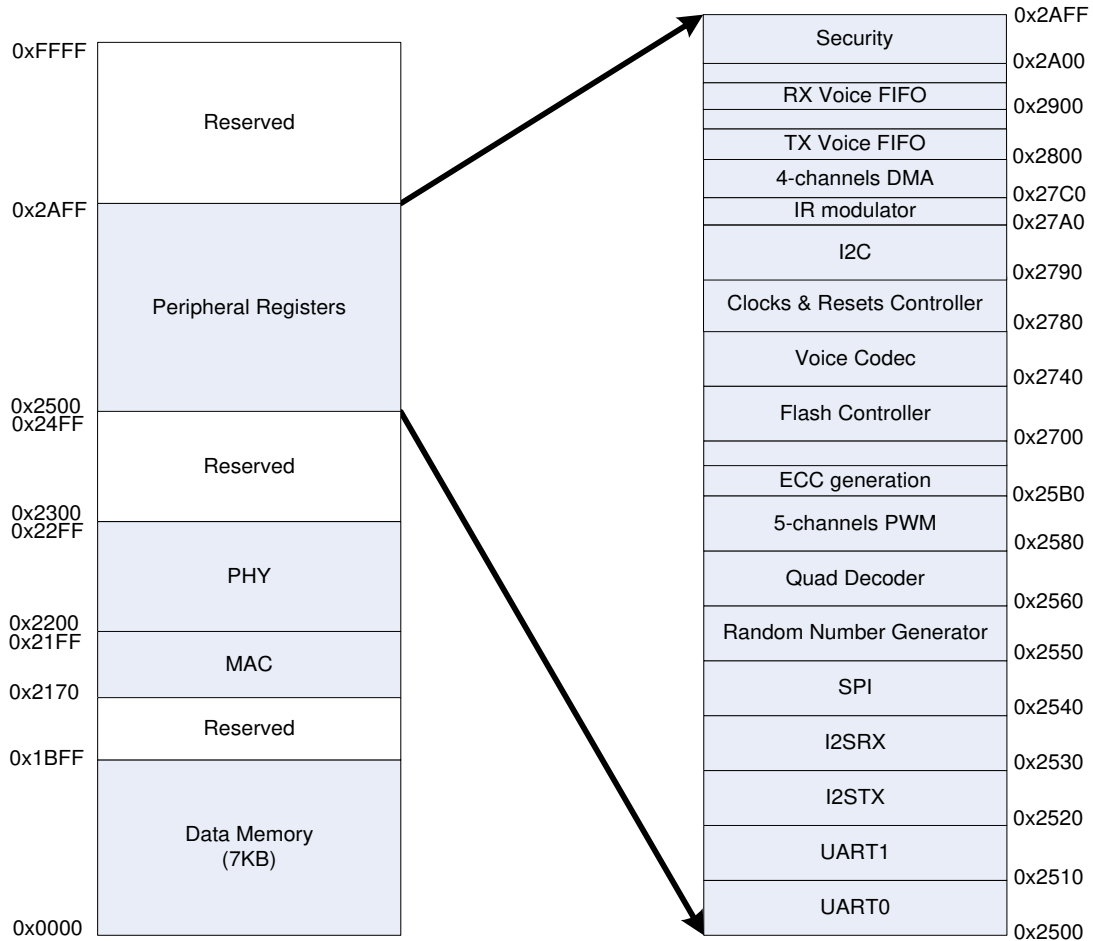 0xFFFF
Reserved
0x2AFF
Peripheral Registers
0x2500
0x24FF
Reserved
0x2300
0x22FF
PHY
0x2200
0x21FF
MAC
0x2170
Reserved
0x1BFF
Data Memory
(7KB)
0x0000
0x2AFF
Security
0x2A00
RX Voice FIFO
0x2900
TX Voice FIFO
0x2800
4-channels DMA
0x27C0
IR modulator
0x27A0
I2C
0x2790
Clocks & Resets Controller
0x2780
Voice Codec
0x2740
Flash Controller
0x2700
ECC generation
0x25B0
5-channels PWM
0x2580
Quad Decoder
0x2560
Random Number Generator
0x2550
SPI
0x2540
I2SRX
0x2530
I2STX
0x2520
UART1
0x2510
UART0
0x2500